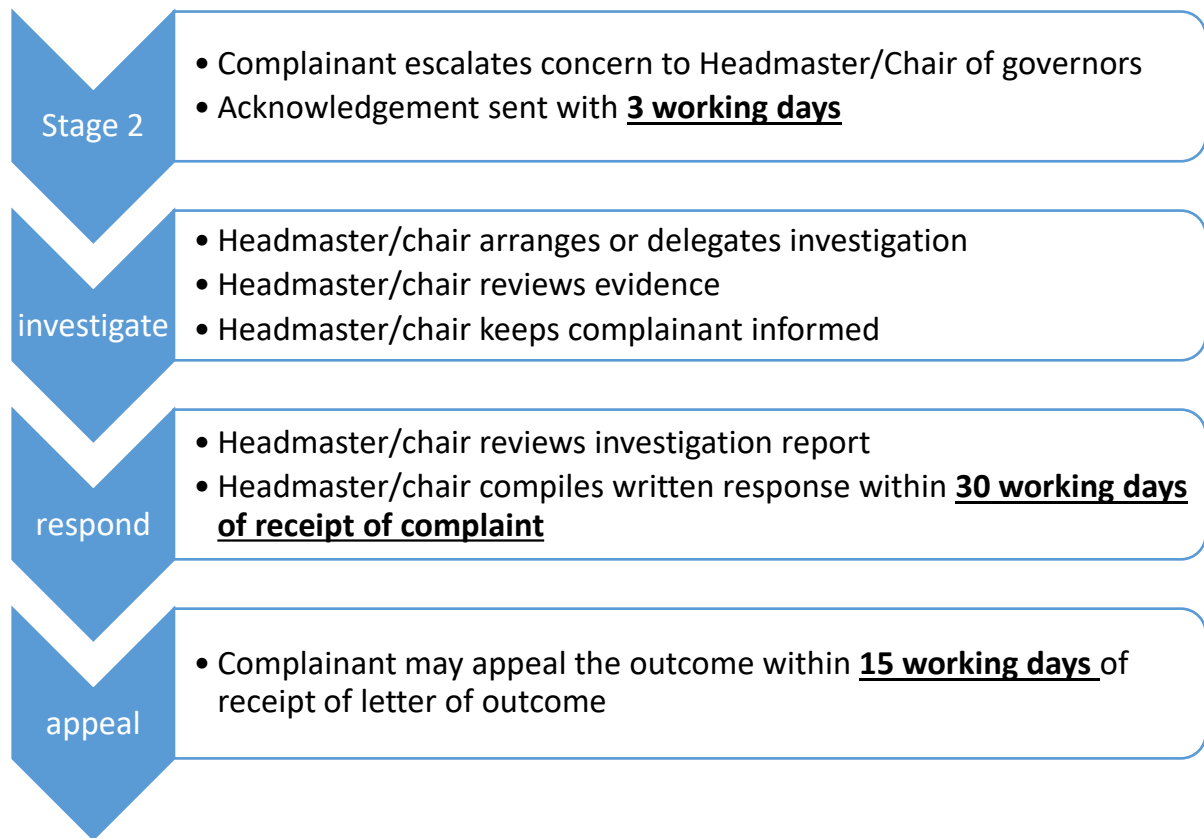 Stage 2
• Complainant escalates concern to Headmaster/Chair of governors
• Acknowledgement sent with 3 working days
investigate
• Headmaster/chair arranges or delegates investigation
• Headmaster/chair reviews evidence
• Headmaster/chair keeps complainant informed
respond
• Headmaster/chair reviews investigation report
• Headmaster/chair compiles written response within 30 working days
of receipt of complaint
appeal
• Complainant may appeal the outcome within 15 working days of
receipt of letter of outcome